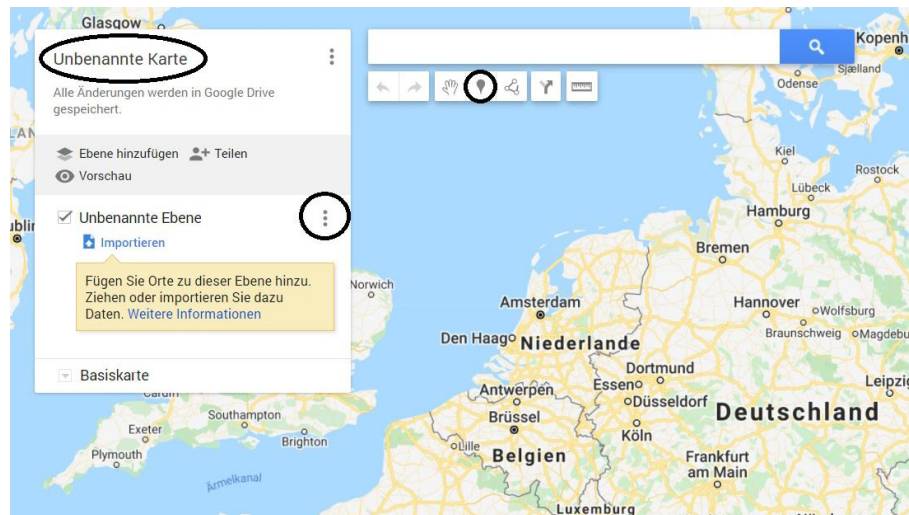 Glasgow
Unbenannte Karte
Alle Änderungen werden in Google Drive
gespeichert.
Ebene hinzufügen Teilen
Vorschau
Unbenannte Ebene
Importieren
Fügen Sie Orte zu dieser Ebene hinzu.
Ziehen oder importieren Sie dazu
Daten. Weitere Informationen
Basiskarte
Kopenh
Sjælland
Odense
Kiel
Rostock
Lübeck
Hamburg
Bremen
Norwich
Amsterdam
Hannover
Wolfsburg
Braunschweig
Magdebu
Den Haag
Niederlande
Dortmund
Essen
Leipzig
Antwerpen
Düsseldorf
Deutschland
Brüssel
Köln
Southampton
Exeter
Brighton
Lille
Belgien
Frankfurt
am Main
Plymouth
Ärmelkanal
Luxemburg